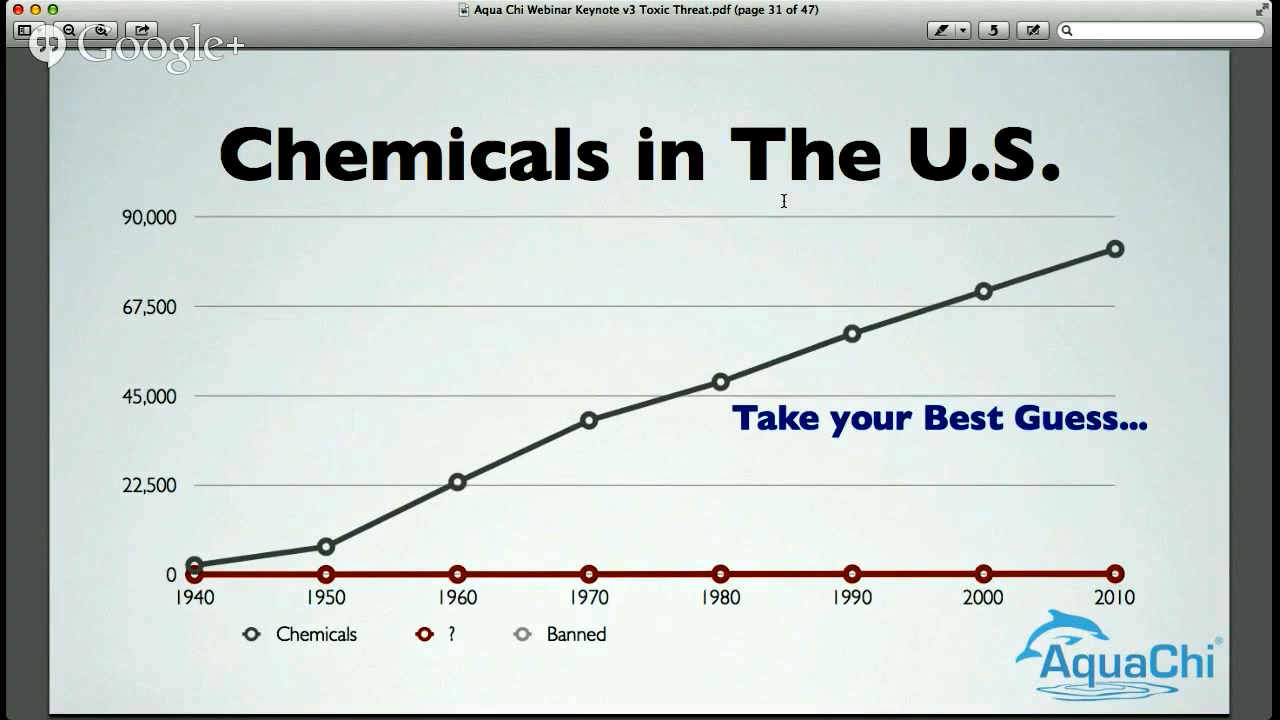 Aqua Chi Webinar Keynote v3 Toxic Threat.pdf (page 31 of 47)
Google+
Chemicals in The U.S.
90,000
67,500
45,000
Take your Best Guess...
22,500
0
1940 1950 1960 1970 1980 1990 2000 2010
Chemicals ? Banned
AquaChi®